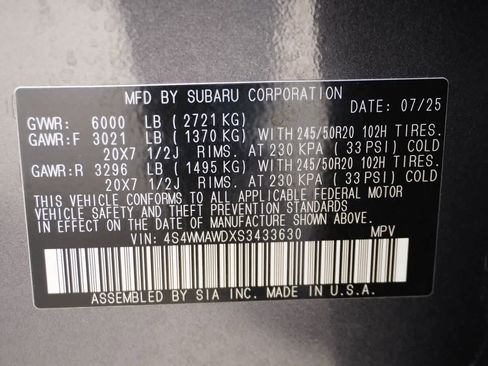 MFD BY SUBARU CORPORATION
DATE: 07/25
GVWR: 6000 LB (2721 KG)
GAWR:F 3021 LB (1370 KG) WITH 245/50R20 102H TIRES.
20X7 1/2J RIMS. AT 230 KPA ( 33 PSI) COLD
GAWR:R 3296 LB (1495 KG) WITH 245/50R20 102H TIRES.
20X7 1/2J RIMS. AT 230 KPA ( 33 PSI) COLD
THIS VEHICLE CONFORMS TO ALL APPLICABLE FEDERAL MOTOR
VEHICLE SAFETY AND THEFT PREVENTION STANDARDS
IN EFFECT ON THE DATE OF MANUFACTURE SHOWN ABOVE.
VIN: 4S4WMAWDXS3433630 MPV
ASSEMBLED BY SIA INC. MADE IN U.S.A.